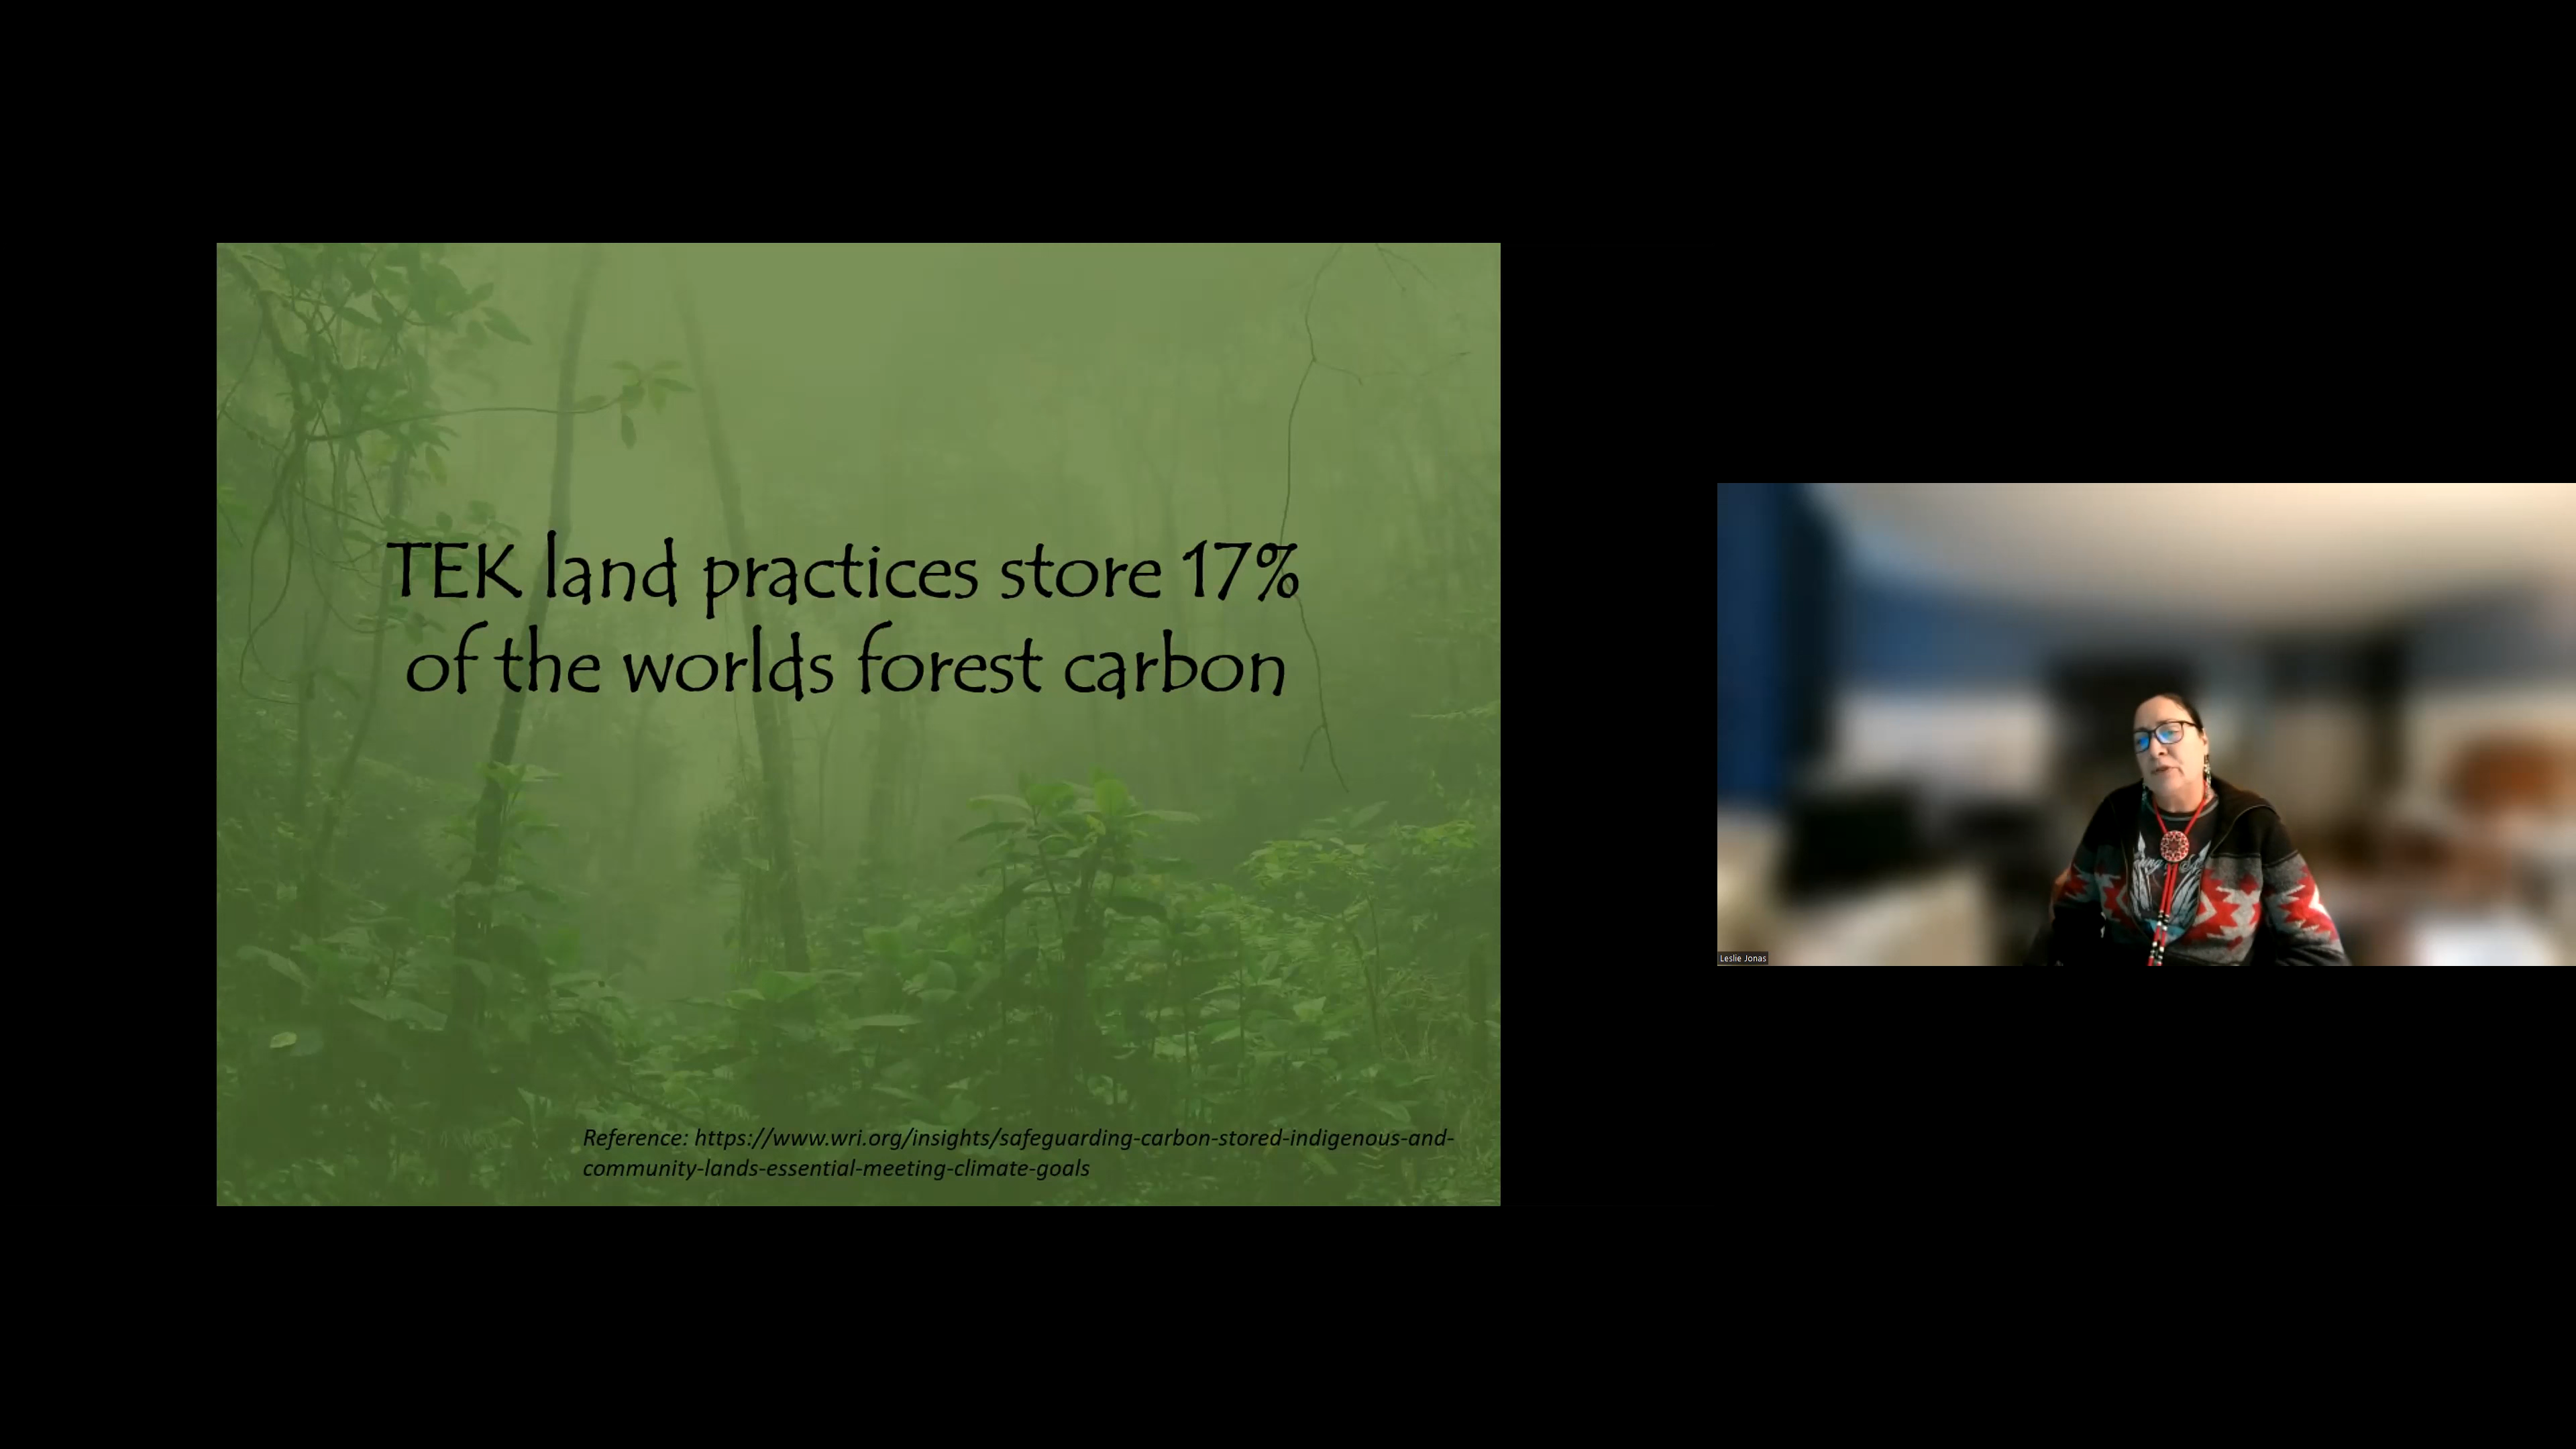 TEK land practices store 17%
of the worlds forest carbon
Reference: https://www.wri.org/insights/safeguarding-carbon-stored-indigenous-and-
community-lands-essential-meeting-climate-goals
Leslie Jonas